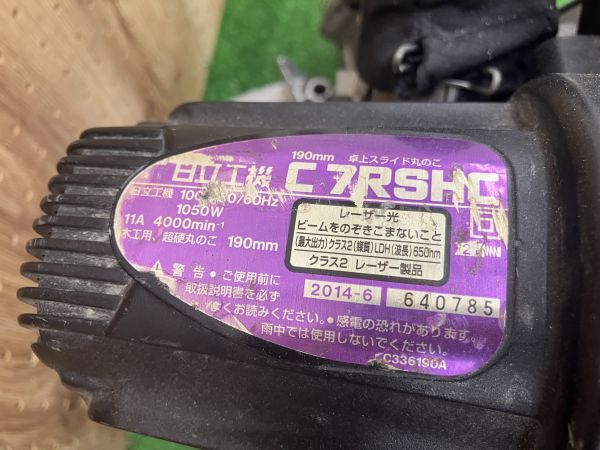 日立工機 190mm 卓上スライド丸のこ
C 7RSHC
日立工機 100V 50/60Hz
1050W
11A 4000min⁻¹
木工用、超硬丸のこ 190mm
レーザー光
ビームをのぞきこまないこと
(最大出力)クラス2(媒質)LDH(波長)650nm
クラス2 レーザー製品
2014-6 640785
警告 ・ご使用前に
取扱説明書を必ず
よくお読みください。・感電の恐れがあります。
雨中では使用しないでください。
C336190A